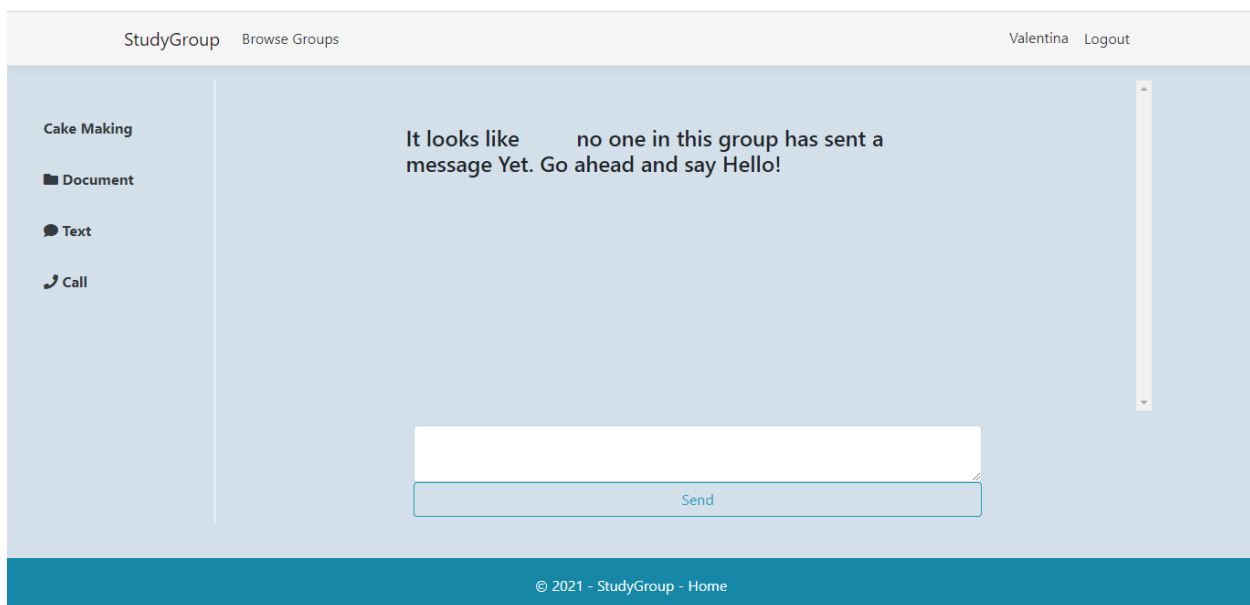 StudyGroup Browse Groups Valentina Logout
Cake Making
Document
Text
Call
It looks like no one in this group has sent a
message Yet. Go ahead and say Hello!
Send
© 2021 - StudyGroup - Home